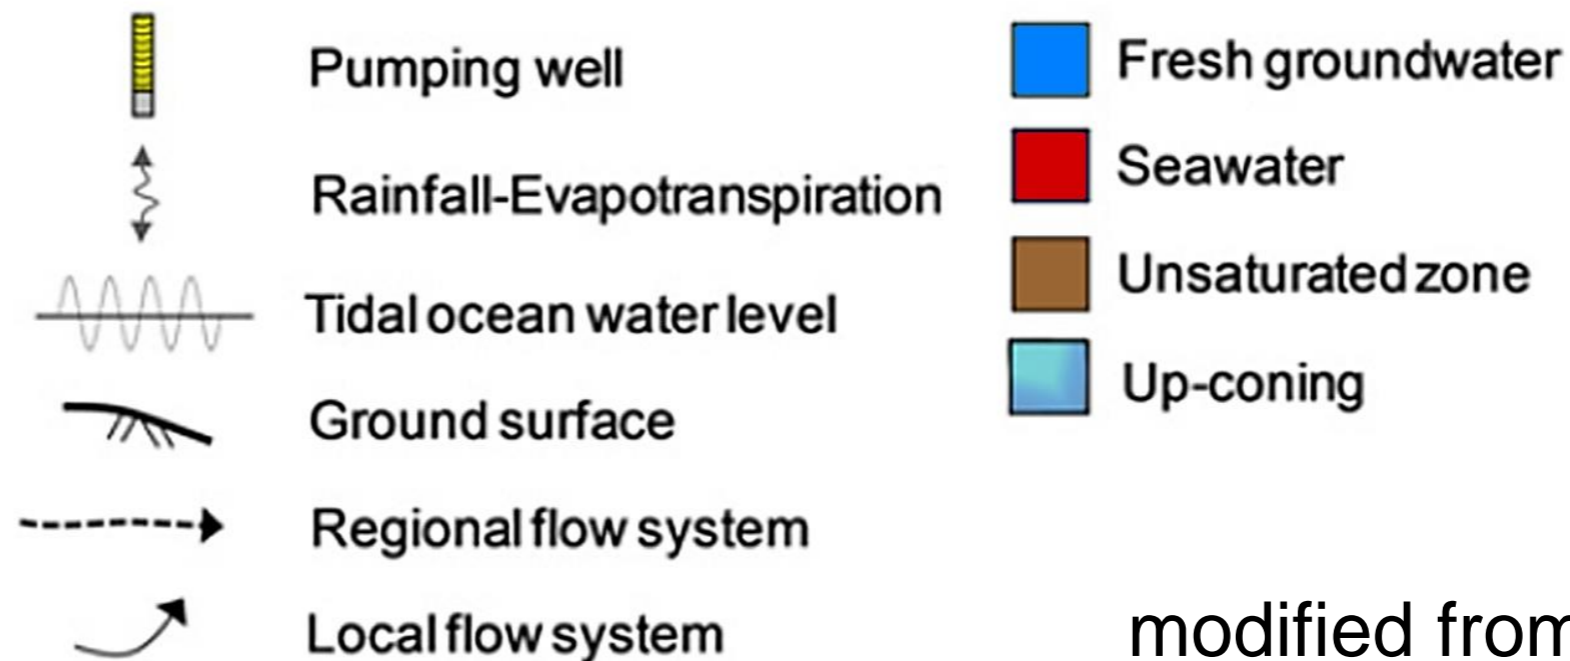 Pumping well
Rainfall-Evapotranspiration
Tidal ocean water level
Ground surface
Regional flow system
Local flow system
Fresh groundwater
Seawater
Unsaturated zone
Up-coning
modified from